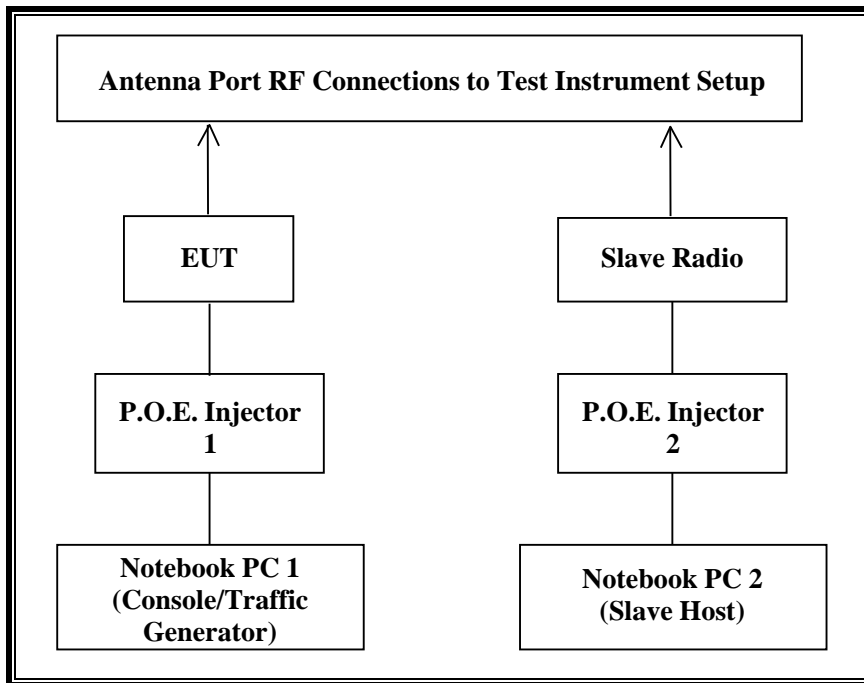 Antenna Port RF Connections to Test Instrument Setup
EUT
Slave Radio
P.O.E. Injector
1
P.O.E. Injector
2
Notebook PC 1
(Console/Traffic
Generator)
Notebook PC 2
(Slave Host)